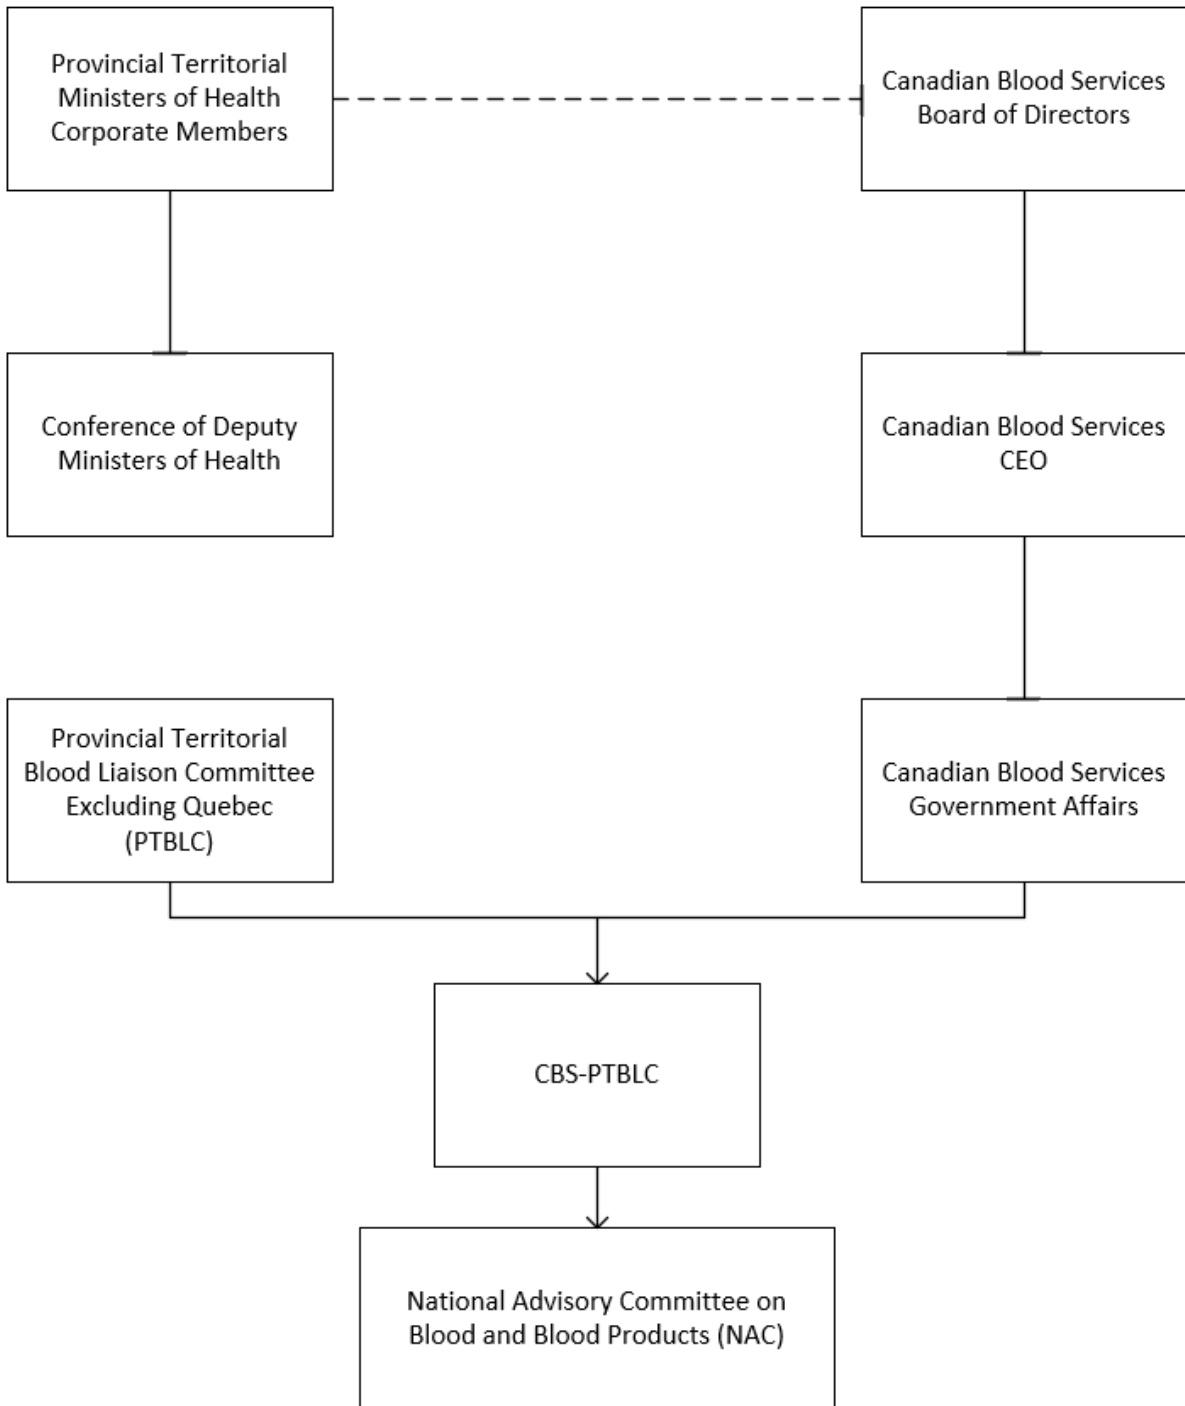 Provincial Territorial
Ministers of Health
Corporate Members
Canadian Blood Services
Board of Directors
Conference of Deputy
Ministers of Health
Canadian Blood Services
CEO
Provincial Territorial
Blood Liaison Committee
Excluding Quebec
(PTBLC)
Canadian Blood Services
Government Affairs
CBS-PTBLC
National Advisory Committee on
Blood and Blood Products (NAC)